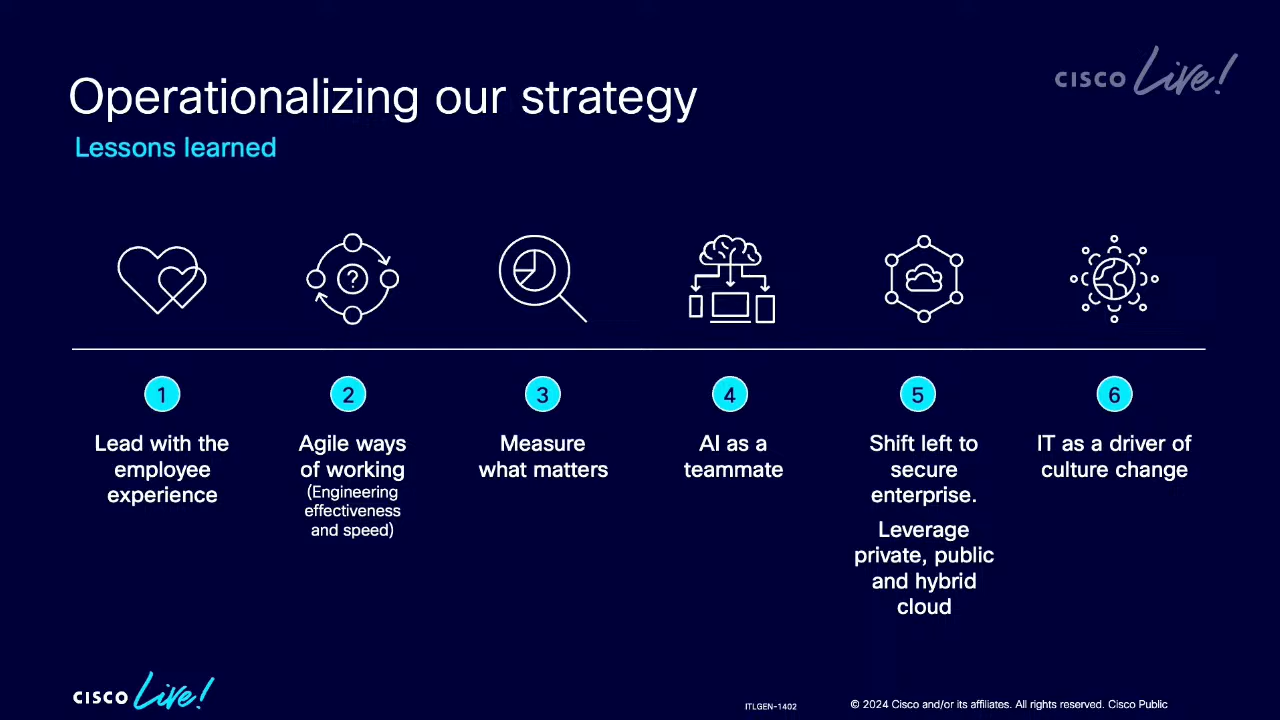 CISCO Live!
Operationalizing our strategy
Lessons learned
?
1
Lead with the
employee
experience
2
Agile ways
of working
(Engineering
effectiveness
and speed)
3
Measure
what matters
4
AI as a
teammate
5
Shift left to
secure
enterprise.
Leverage
private, public
and hybrid
cloud
6
IT as a driver of
culture change
CISCO Live!
ITLGEN-1402
© 2024 Cisco and/or its affiliates. All rights reserved. Cisco Public